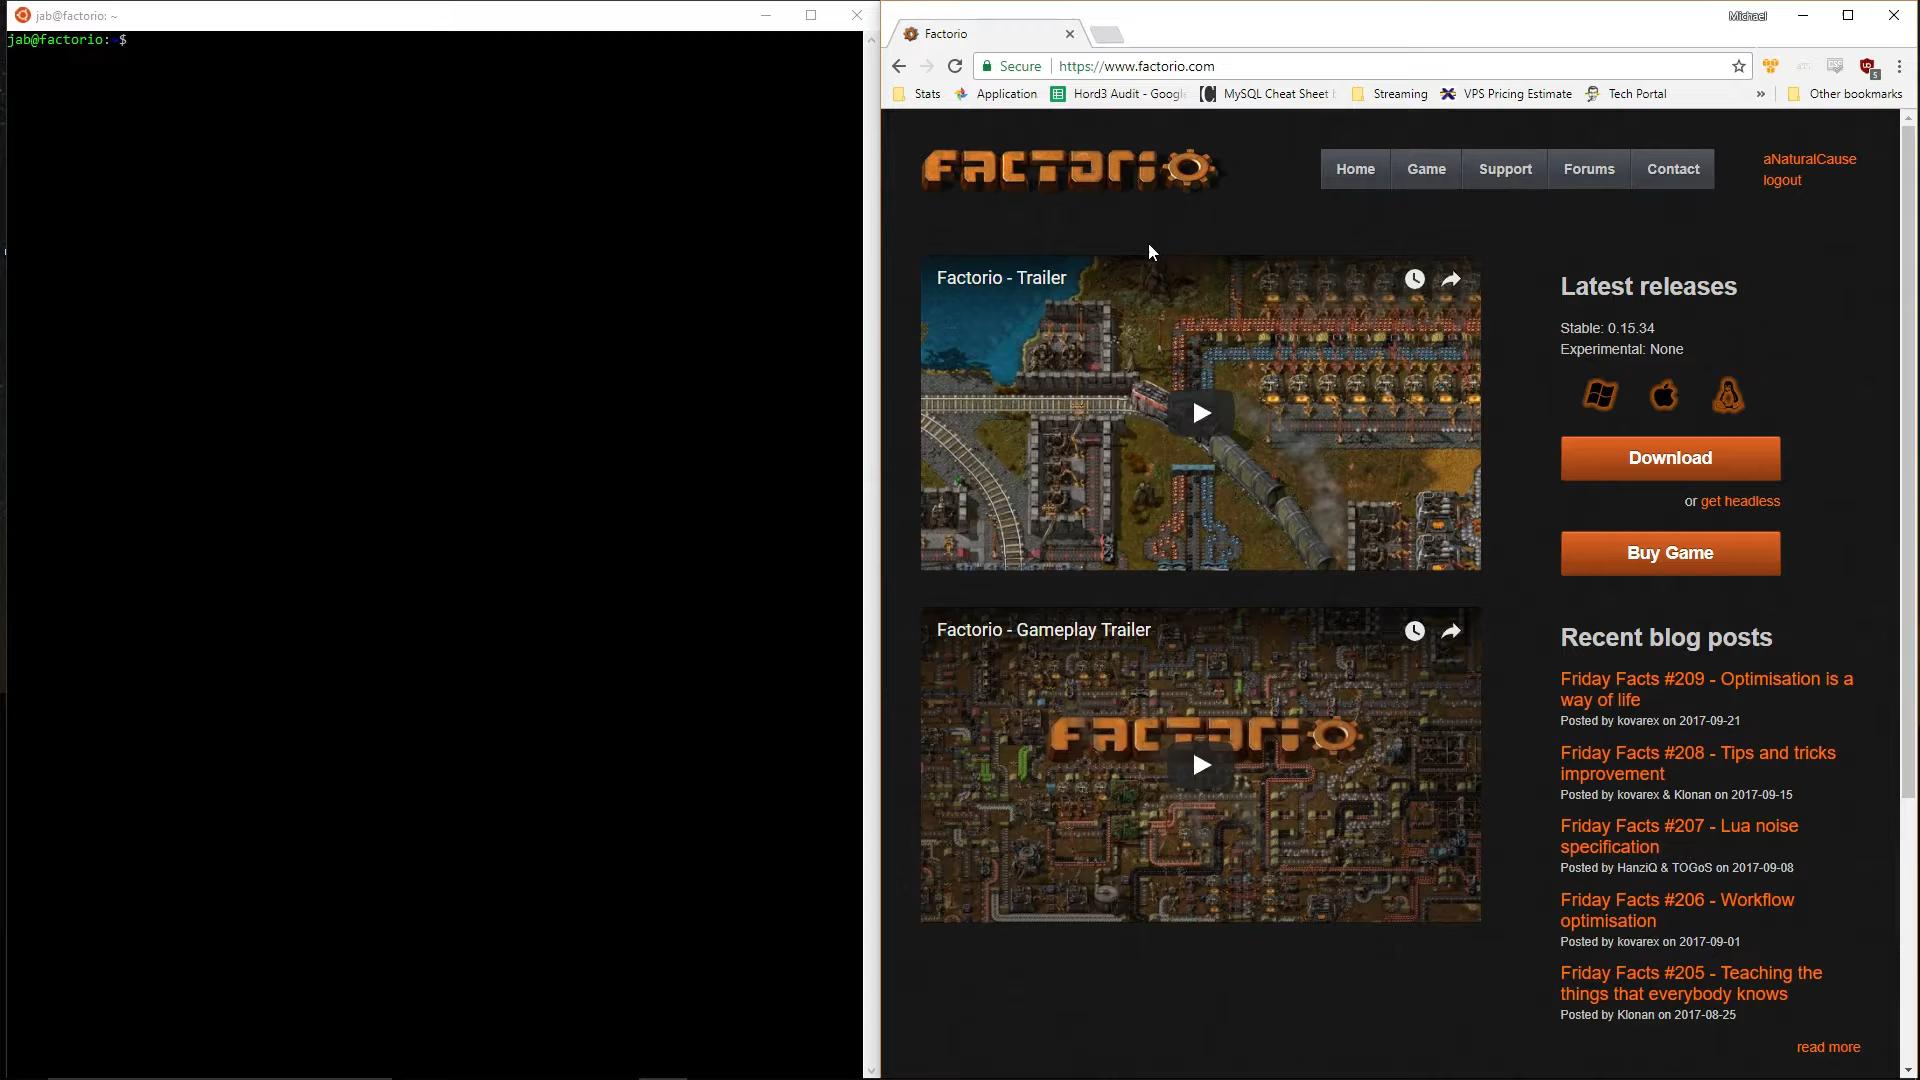 jab@factorio: ~
jab@factorio:~$
Michael
Factorio
Secure
https://www.factorio.com
5
Stats
Application
Hord3 Audit - Googl
MySQL Cheat Sheet
Streaming
VPS Pricing Estimate
Tech Portal
»
Other bookmarks
FACTORIO
Home
Game
Support
Forums
Contact
aNaturalCause
logout
Factorio - Trailer
Latest releases
Stable: 0.15.34
Experimental: None
Download
or get headless
Buy Game
Factorio - Gameplay Trailer
FACTORIO
Recent blog posts
Friday Facts #209 - Optimisation is a
way of life
Posted by kovarex on 2017-09-21
Friday Facts #208 - Tips and tricks
improvement
Posted by kovarex & Klonan on 2017-09-15
Friday Facts #207 - Lua noise
specification
Posted by HanziQ & TOGoS on 2017-09-08
Friday Facts #206 - Workflow
optimisation
Posted by kovarex on 2017-09-01
Friday Facts #205 - Teaching the
things that everybody knows
Posted by Klonan on 2017-08-25
read more